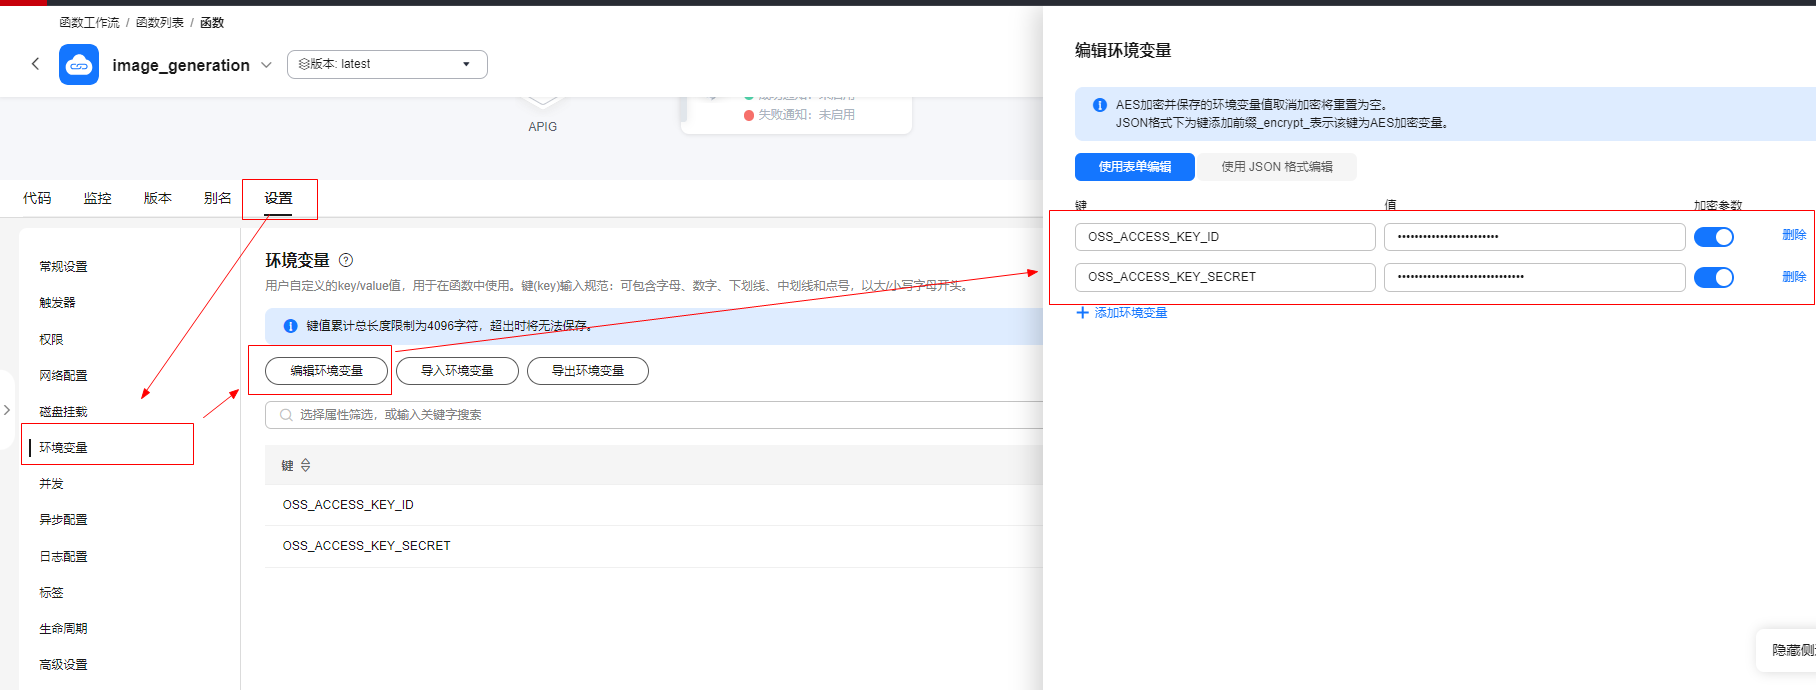 函数工作流 / 函数列表 / 函数
image_generation
版本: latest
APIG
失败通知：未启用
代码
监控
版本
别名
设置
常规设置
触发器
权限
网络配置
磁盘挂载
环境变量
并发
异步配置
日志配置
标签
生命周期
高级设置
环境变量
用户自定义的key/value值，用于在函数中使用。键(key)输入规范：可包含字母、数字、下划线、中划线和点号，以大/小写字母开头。
键值累计总长度限制为4096字符，超出时将无法保存。
编辑环境变量
导入环境变量
导出环境变量
选择属性筛选，或输入关键字搜索
键
OSS_ACCESS_KEY_ID
OSS_ACCESS_KEY_SECRET
编辑环境变量
AES加密并保存的环境变量值取消加密将重置为空。
JSON格式下为键添加前缀_encrypt_表示该键为AES加密变量。
使用表单编辑
使用 JSON 格式编辑
键
值
加密参数
OSS_ACCESS_KEY_ID
删除
OSS_ACCESS_KEY_SECRET
删除
添加环境变量
隐藏侧